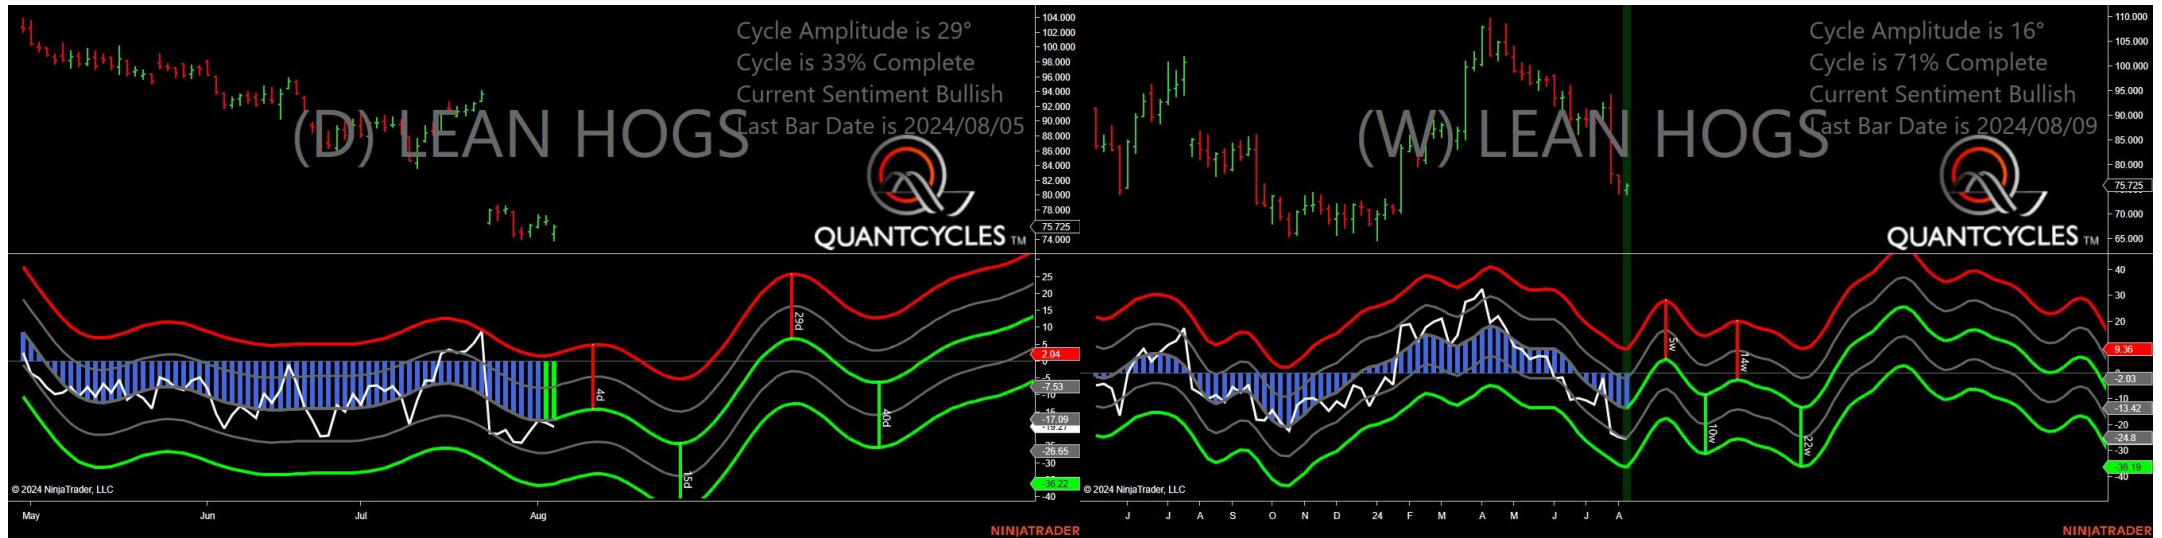 Cycle Amplitude is 29°
Cycle is 33% Complete
Current Sentiment Bullish
Last Bar Date is 2024/08/05
(D) LEAN HOGS
QUANTCYCLES TM
104.000
102.000
100.000
98.000
96.000
94.000
92.000
90.000
88.000
86.000
84.000
82.000
80.000
78.000
75.725
74.000
25
20
15
10
5
2.04
-5
-7.53
-10
-15
-17.09
-19.27
-26.65
-30
-36.22
-40
4d
15d
29d
40d
© 2024 NinjaTrader, LLC
May Jun Jul Aug
NINJATRADER
Cycle Amplitude is 16°
Cycle is 71% Complete
Current Sentiment Bullish
Last Bar Date is 2024/08/09
(W) LEAN HOGS
QUANTCYCLES TM
110.000
105.000
100.000
95.000
90.000
85.000
80.000
75.725
70.000
65.000
40
30
20
9.36
-2.03
-10
-13.42
-24.8
-30
-36.19
-40
5w
10w
14w
22w
© 2024 NinjaTrader, LLC
J J A S O N D 24 F M A M J J A
NINJATRADER